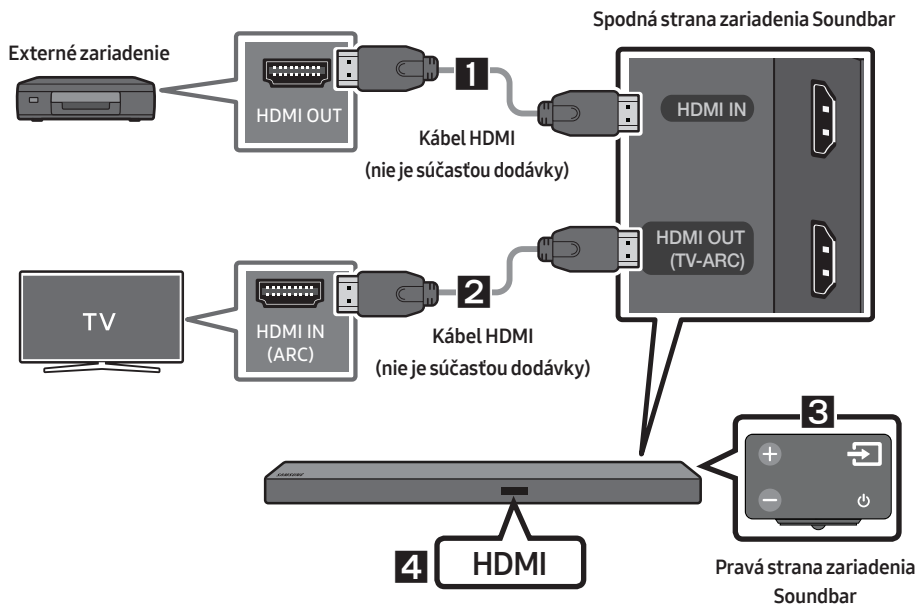 Spodná strana zariadenia Soundbar
Externé zariadenie
HDMI OUT
1
HDMI IN
Kábel HDMI
(nie je súčasťou dodávky)
HDMI OUT
(TV-ARC)
TV
HDMI IN
(ARC)
2
Kábel HDMI
(nie je súčasťou dodávky)
3
SAMSUNG
4
HDMI
Pravá strana zariadenia
Soundbar